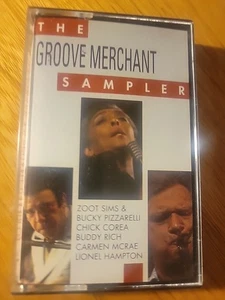 THE
GROOVE MERCHANT
SAMPLER
ZOOT SIMS &
BUCKY PIZZARELLI
CHICK COREA
BUDDY RICH
CARMEN MCRAE
LIONEL HAMPTON